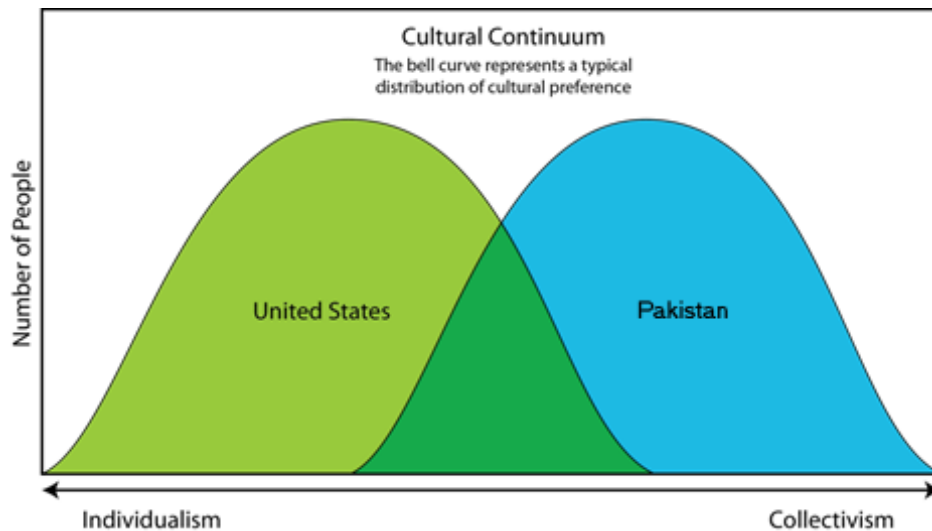 Cultural Continuum
The bell curve represents a typical
distribution of cultural preference
Number of People
United States
Pakistan
Individualism
Collectivism